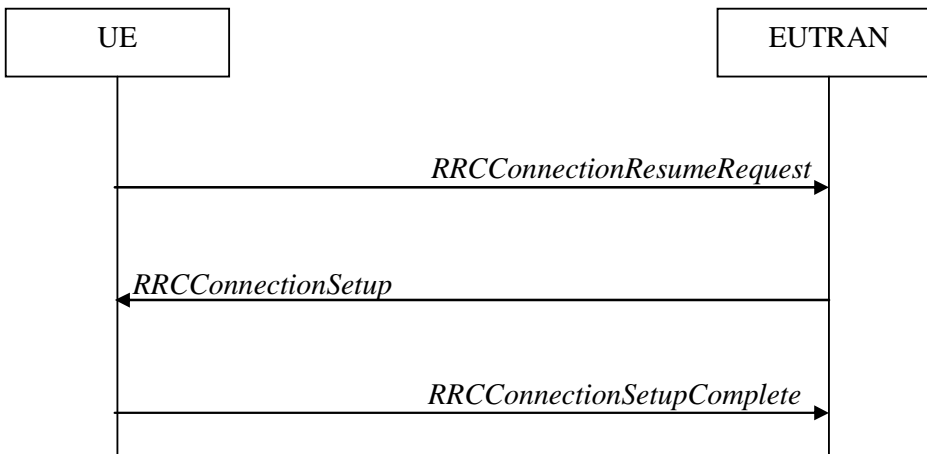 UE
EUTRAN
RRCConnectionResumeRequest
RRCConnectionSetup
RRCConnectionSetupComplete